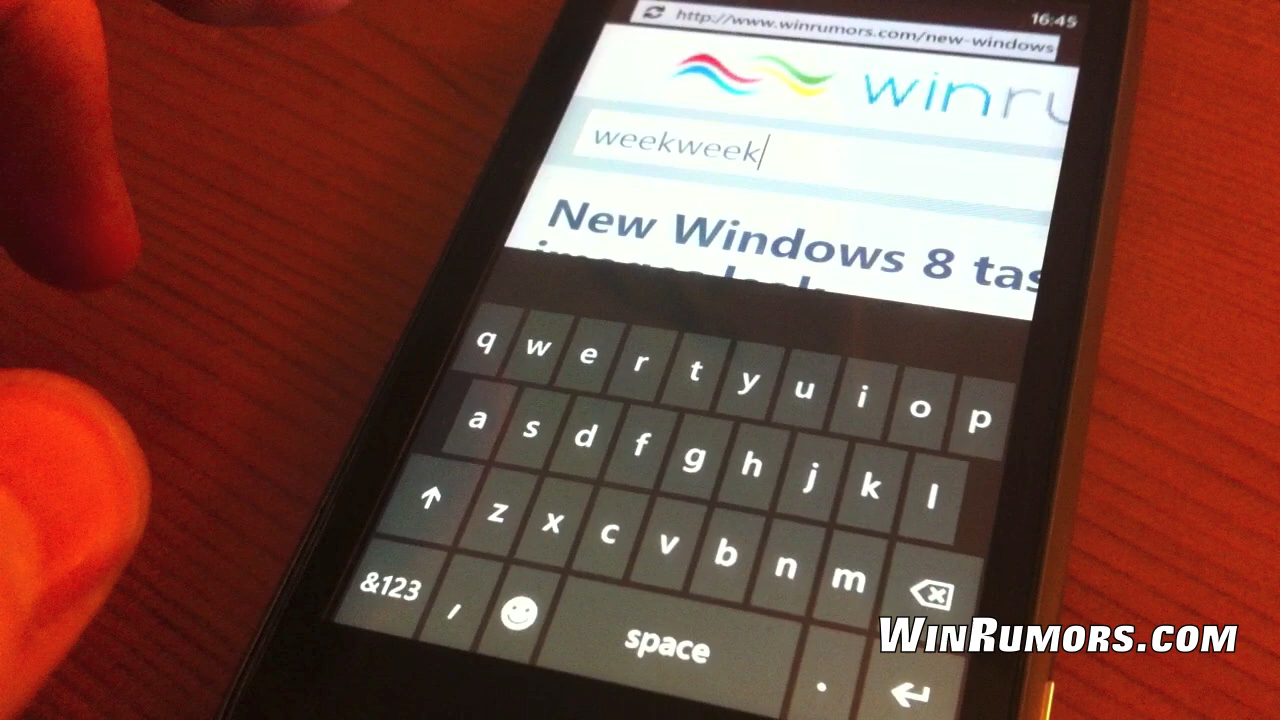 16:45
http://www.winrumors.com/new-windows
winru
weekweek
New Windows 8 tas
q w e r t y u i o p
a s d f g h j k l
z x c v b n m
&123 , space .
WINRUMORS.COM